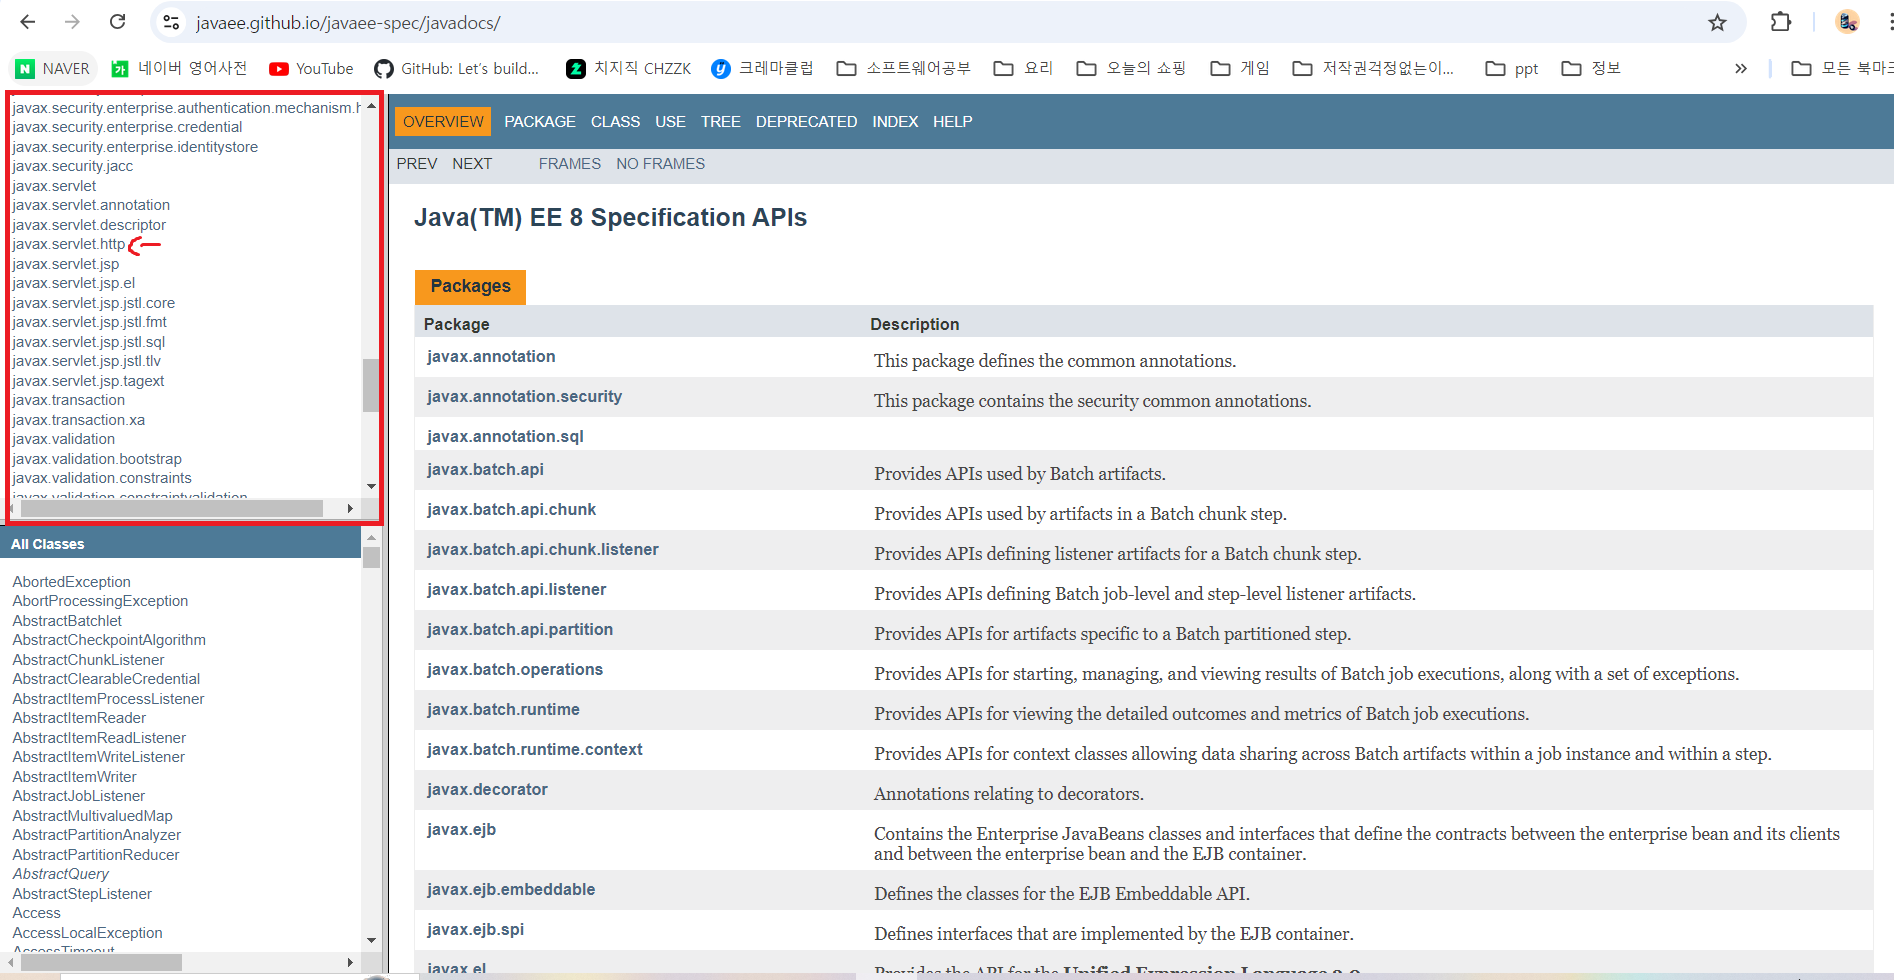 javaee.github.io/javaee-spec/javadocs/
NAVER
네이버 영어사전
YouTube
GitHub: Let's build...
치지직 CHZZK
크레마클럽
소프트웨어공부
요리
오늘의 쇼핑
게임
저작권걱정없는이...
ppt
정보
»
모든 북마크
javax.security.enterprise.authentication.mechanism.h
javax.security.enterprise.credential
javax.security.enterprise.identitystore
javax.security.jacc
javax.servlet
javax.servlet.annotation
javax.servlet.descriptor
javax.servlet.http
javax.servlet.jsp
javax.servlet.jsp.el
javax.servlet.jsp.jstl.core
javax.servlet.jsp.jstl.fmt
javax.servlet.jsp.jstl.sql
javax.servlet.jsp.jstl.tlv
javax.servlet.jsp.tagext
javax.transaction
javax.transaction.xa
javax.validation
javax.validation.bootstrap
javax.validation.constraints
javax.validation.constraintvalidation
All Classes
AbortedException
AbortProcessingException
AbstractBatchlet
AbstractCheckpointAlgorithm
AbstractChunkListener
AbstractClearableCredential
AbstractItemProcessListener
AbstractItemReader
AbstractItemReadListener
AbstractItemWriteListener
AbstractItemWriter
AbstractJobListener
AbstractMultivaluedMap
AbstractPartitionAnalyzer
AbstractPartitionReducer
AbstractQuery
AbstractStepListener
Access
AccessLocalException
AccessTimeout
OVERVIEW PACKAGE CLASS USE TREE DEPRECATED INDEX HELP
PREV NEXT FRAMES NO FRAMES
Java(TM) EE 8 Specification APIs
Packages
Package Description
javax.annotation This package defines the common annotations.
javax.annotation.security This package contains the security common annotations.
javax.annotation.sql
javax.batch.api Provides APIs used by Batch artifacts.
javax.batch.api.chunk Provides APIs used by artifacts in a Batch chunk step.
javax.batch.api.chunk.listener Provides APIs defining listener artifacts for a Batch chunk step.
javax.batch.api.listener Provides APIs defining Batch job-level and step-level listener artifacts.
javax.batch.api.partition Provides APIs for artifacts specific to a Batch partitioned step.
javax.batch.operations Provides APIs for starting, managing, and viewing results of Batch job executions, along with a set of exceptions.
javax.batch.runtime Provides APIs for viewing the detailed outcomes and metrics of Batch job executions.
javax.batch.runtime.context Provides APIs for context classes allowing data sharing across Batch artifacts within a job instance and within a step.
javax.decorator Annotations relating to decorators.
javax.ejb Contains the Enterprise JavaBeans classes and interfaces that define the contracts between the enterprise bean and its clients
and between the enterprise bean and the EJB container.
javax.ejb.embeddable Defines the classes for the EJB Embeddable API.
javax.ejb.spi Defines interfaces that are implemented by the EJB container.
javax.el Provides the API for the Unified Expression Language 3.0